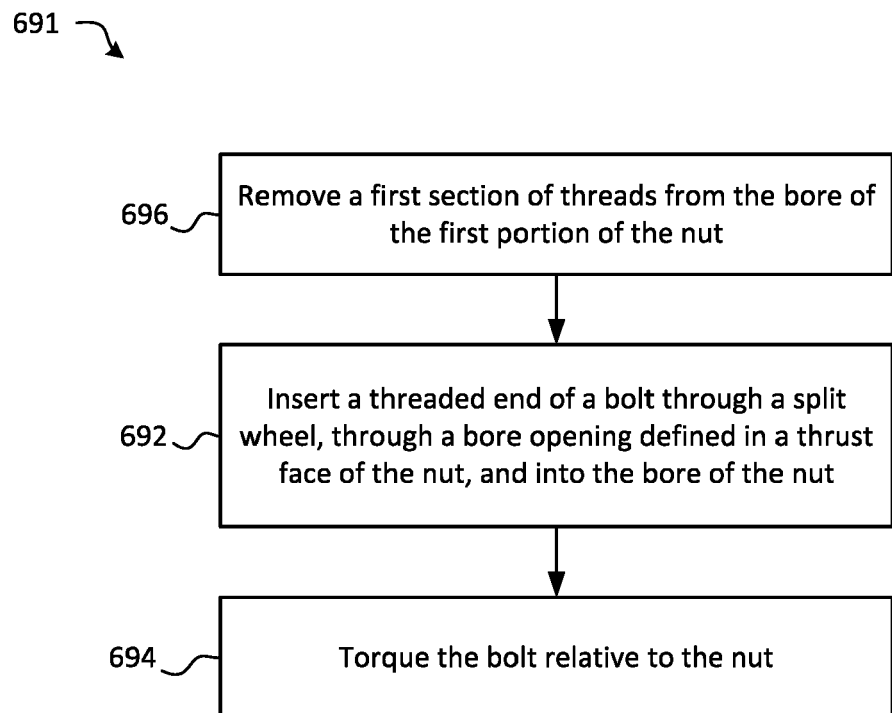 691
696
Remove a first section of threads from the bore of
the first portion of the nut
692
Insert a threaded end of a bolt through a split
wheel, through a bore opening defined in a thrust
face of the nut, and into the bore of the nut
694
Torque the bolt relative to the nut